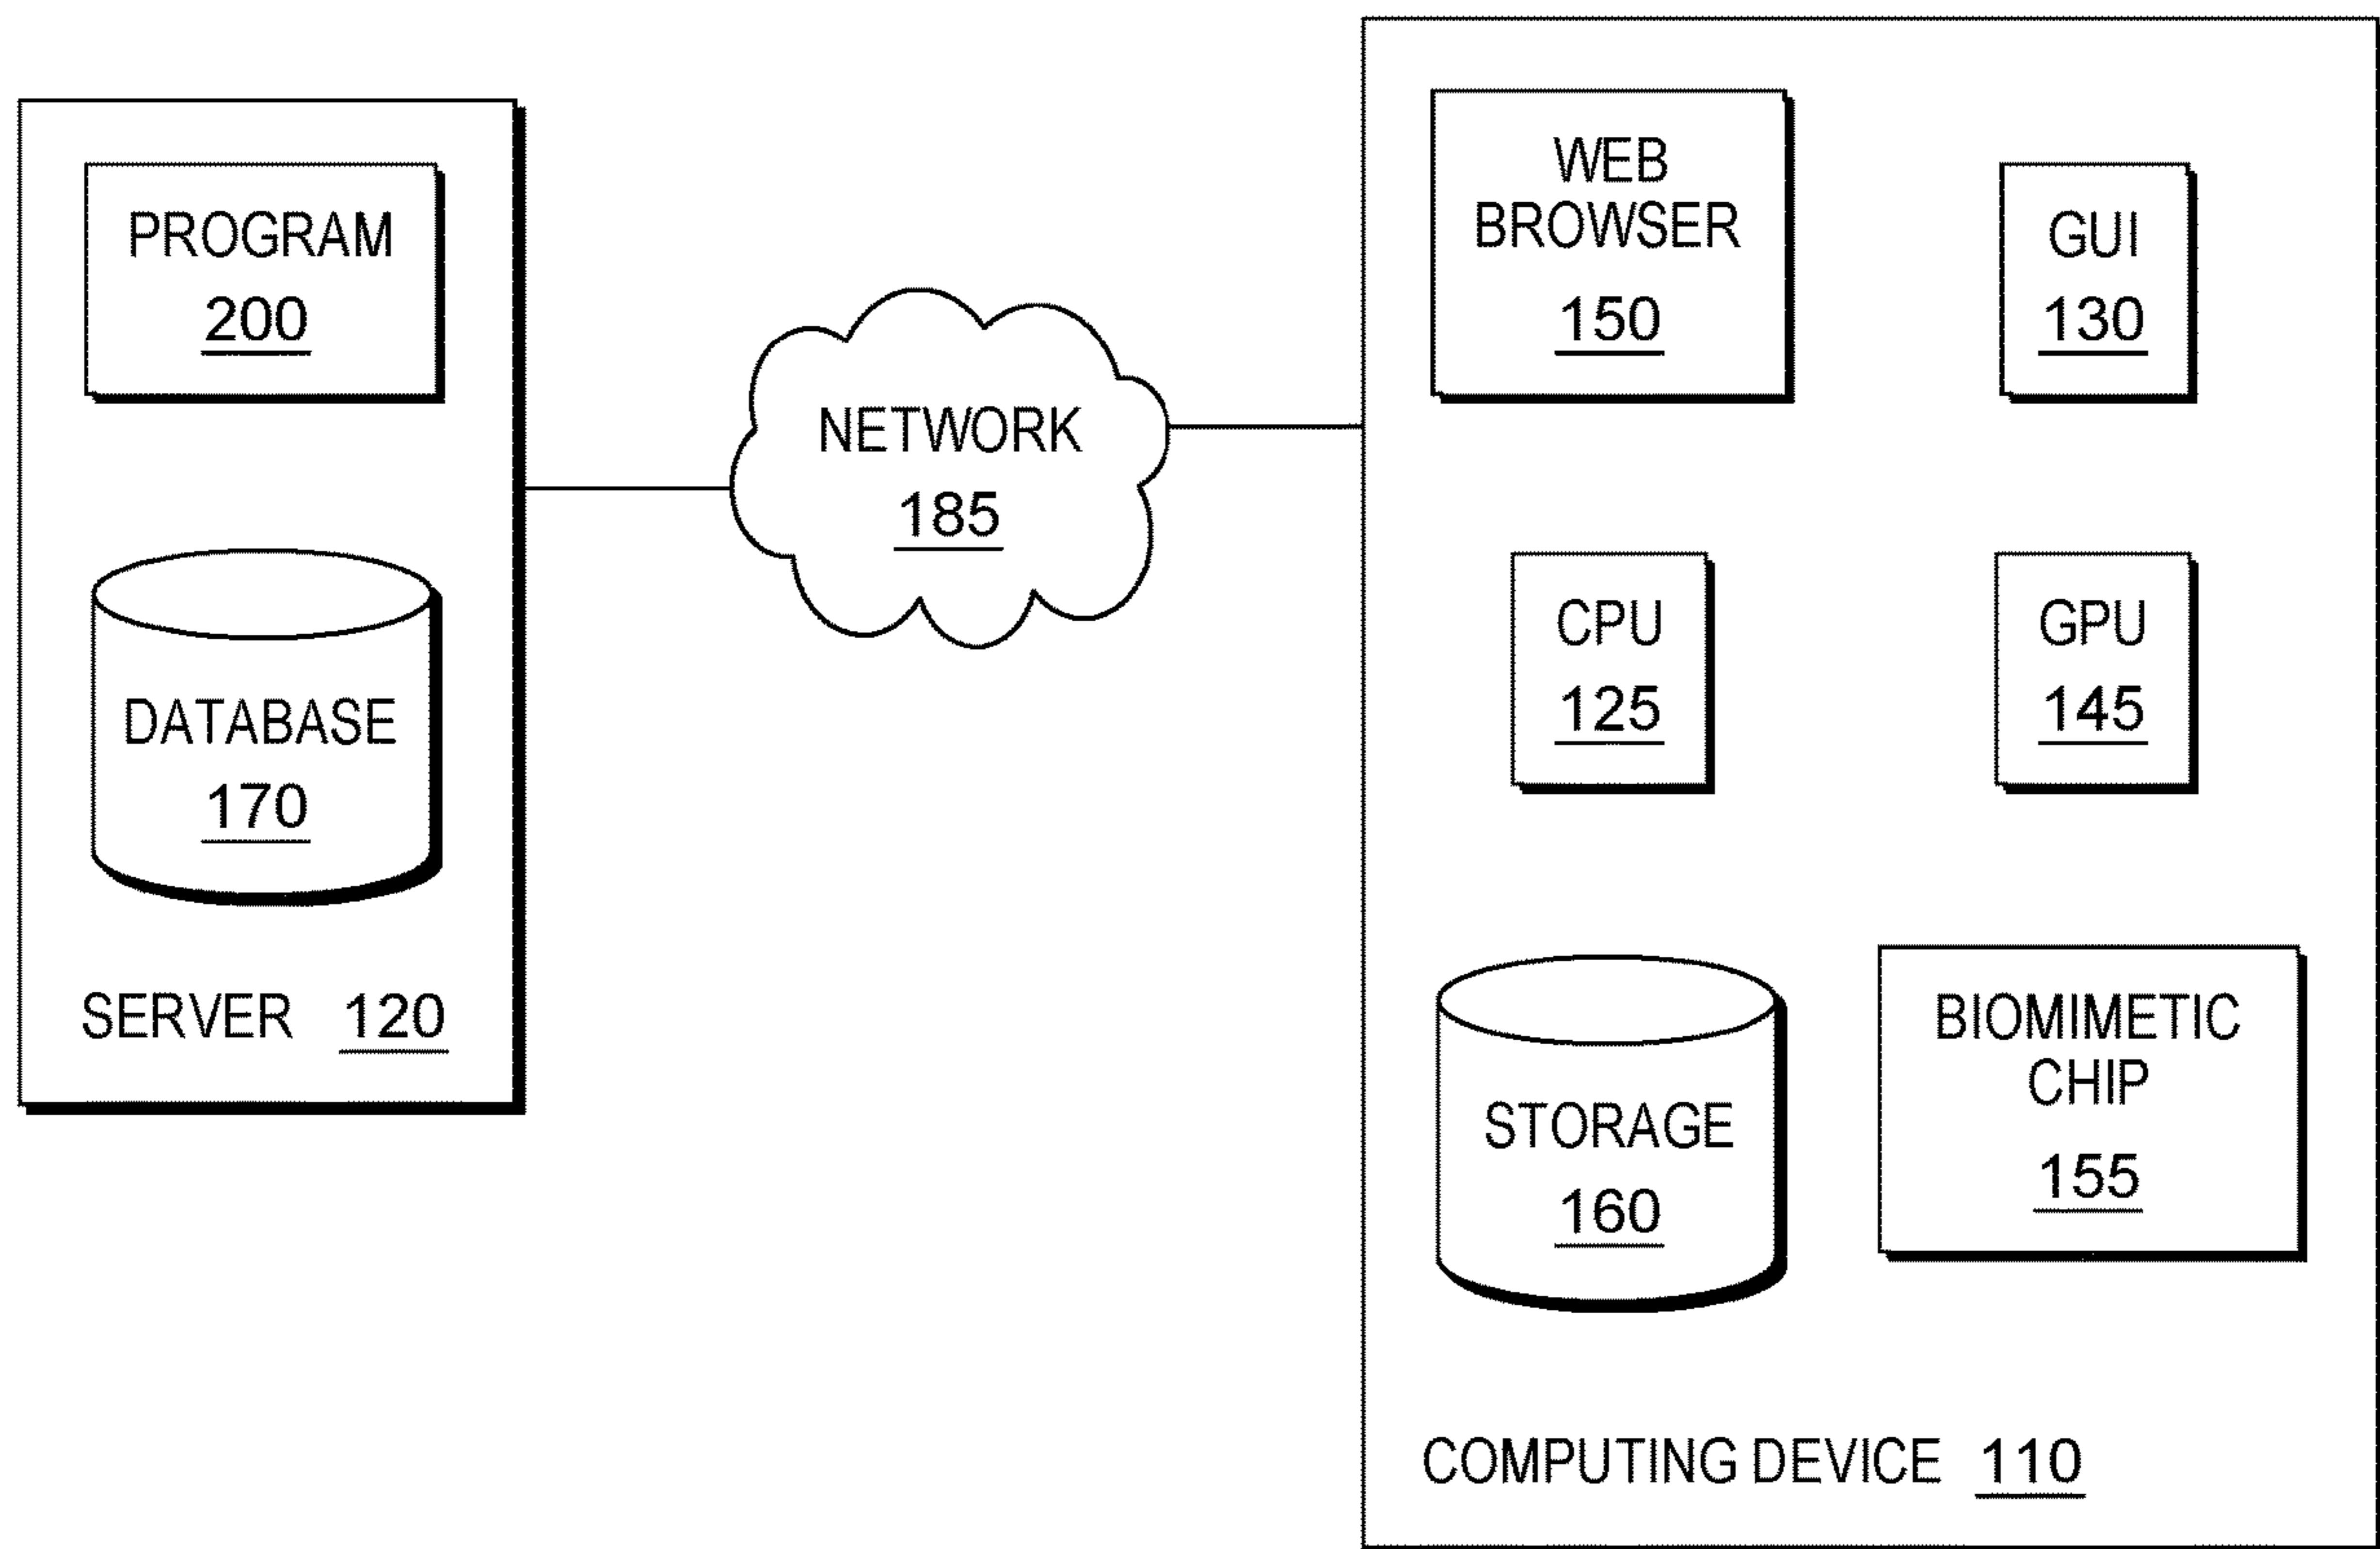 PROGRAM
200
DATABASE
170
SERVER 120
NETWORK
185
WEB
BROWSER
150
GUI
130
CPU
125
GPU
145
STORAGE
160
BIOMIMETIC
CHIP
155
COMPUTING DEVICE 110